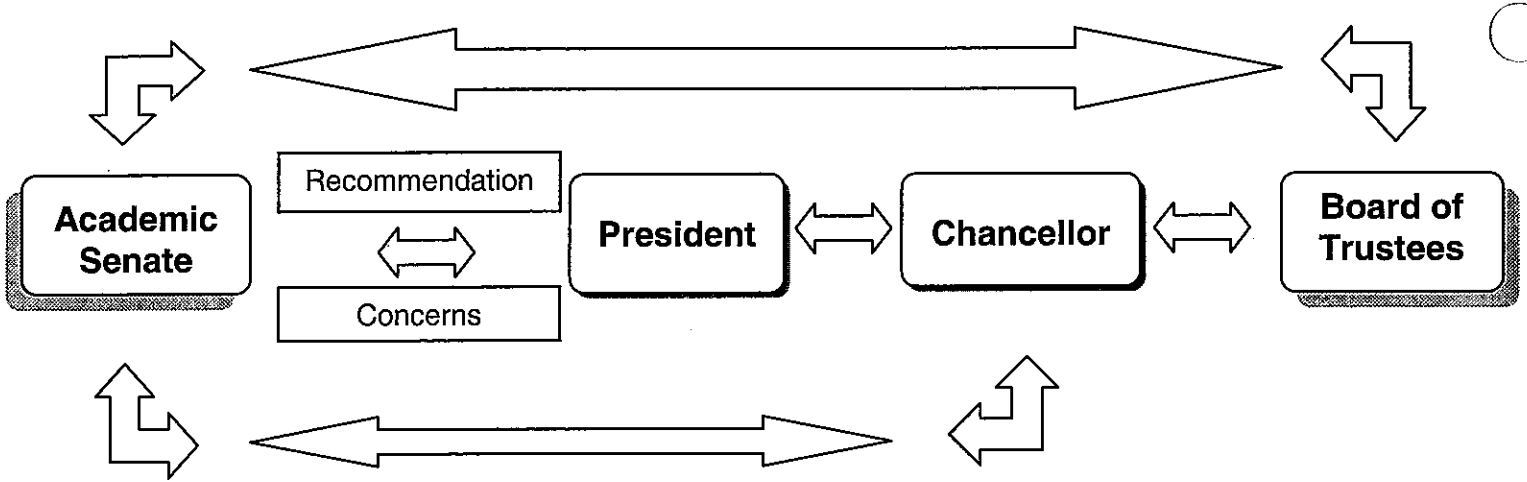 Recommendation
Academic
Senate
President
Chancellor
Board of
Trustees
Concerns